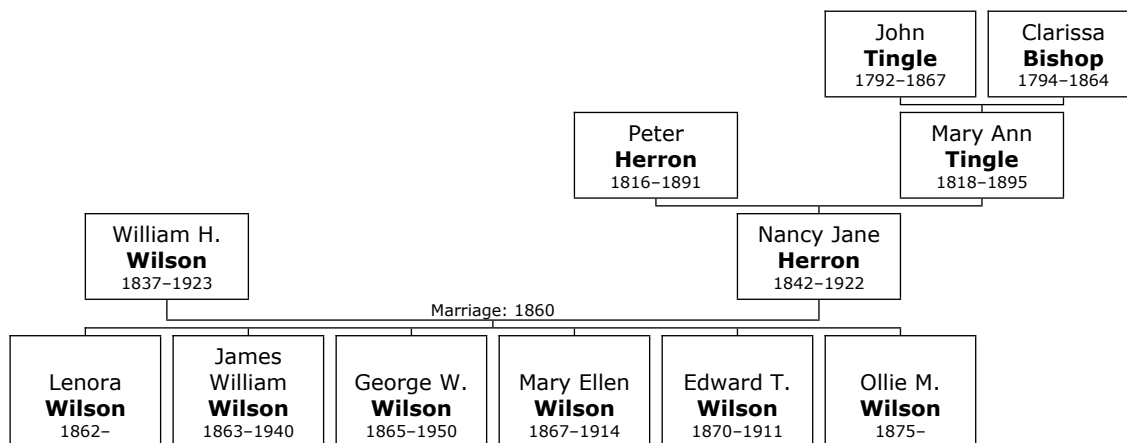 John
Tingle
1792–1867
Clarissa
Bishop
1794–1864
Peter
Herron
1816–1891
Mary Ann
Tingle
1818–1895
William H.
Wilson
1837–1923
Nancy Jane
Herron
1842–1922
Marriage: 1860
Lenora
Wilson
1862–
James
William
Wilson
1863–1940
George W.
Wilson
1865–1950
Mary Ellen
Wilson
1867–1914
Edward T.
Wilson
1870–1911
Ollie M.
Wilson
1875–